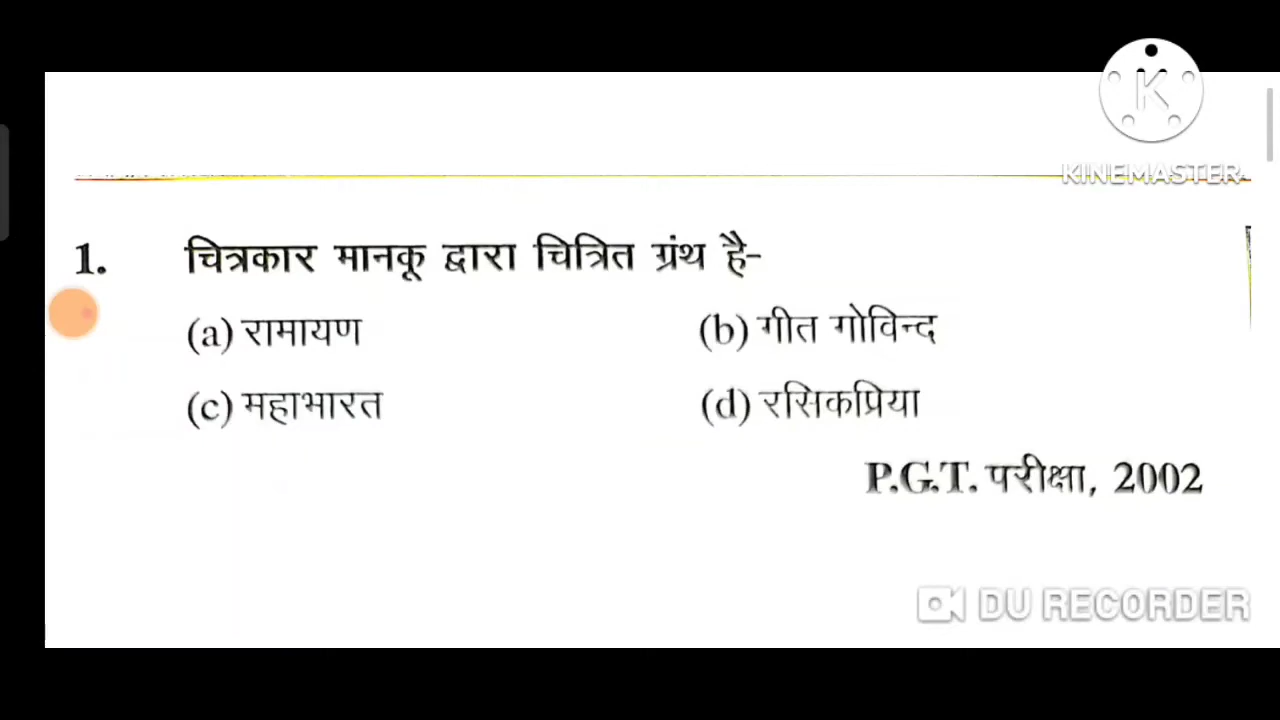 K
KINEMASTER
1. चित्रकार मानकू द्वारा चित्रित ग्रंथ है-
(a) रामायण (b) गीत गोविन्द
(c) महाभारत (d) रसिकप्रिया
P.G.T. परीक्षा, 2002
DU RECORDER